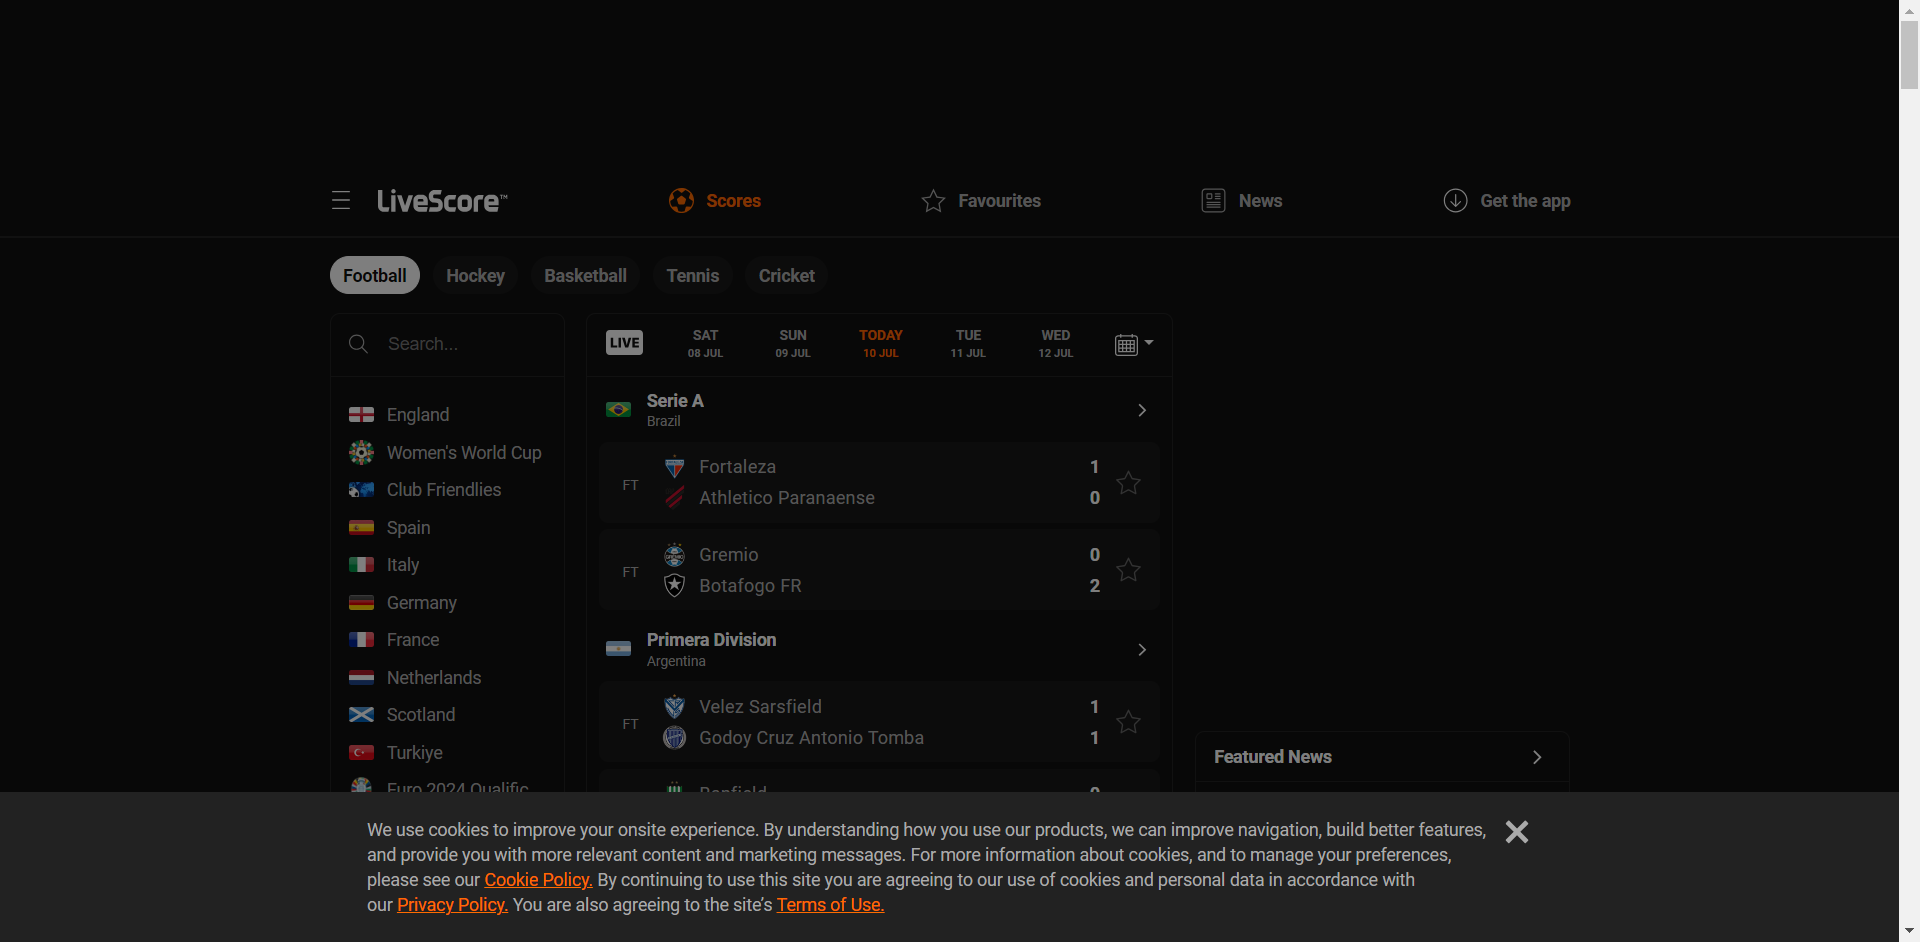 LiveScore™
Scores
Favourites
News
Get the app
Football
Hockey
Basketball
Tennis
Cricket
Search...
England
Women's World Cup
Club Friendlies
Spain
Italy
Germany
France
Netherlands
Scotland
Turkiye
Euro 2024 Qualific
LIVE
SAT
08 JUL
SUN
09 JUL
TODAY
10 JUL
TUE
11 JUL
WED
12 JUL
Serie A
Brazil
FT
Fortaleza
1
Athletico Paranaense
0
FT
Gremio
0
Botafogo FR
2
Primera Division
Argentina
FT
Velez Sarsfield
1
Godoy Cruz Antonio Tomba
1
Banfield
0
Featured News
We use cookies to improve your onsite experience. By understanding how you use our products, we can improve navigation, build better features,
and provide you with more relevant content and marketing messages. For more information about cookies, and to manage your preferences,
please see our Cookie Policy. By continuing to use this site you are agreeing to our use of cookies and personal data in accordance with
our Privacy Policy. You are also agreeing to the site’s Terms of Use.